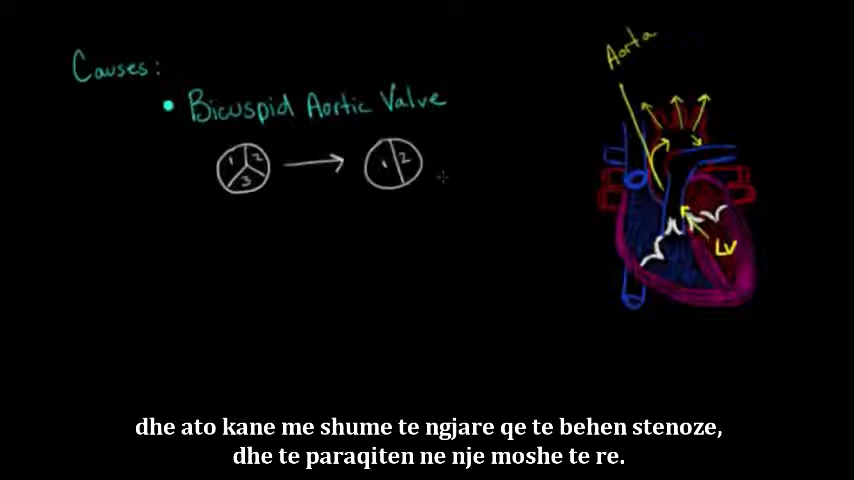 Causes:
• Bicuspid Aortic Valve
1 2 3
1 2
Aorta
LV
dhe ato kane me shume te ngjare qe te behen stenoze,
dhe te paraqiten ne nje moshe te re.